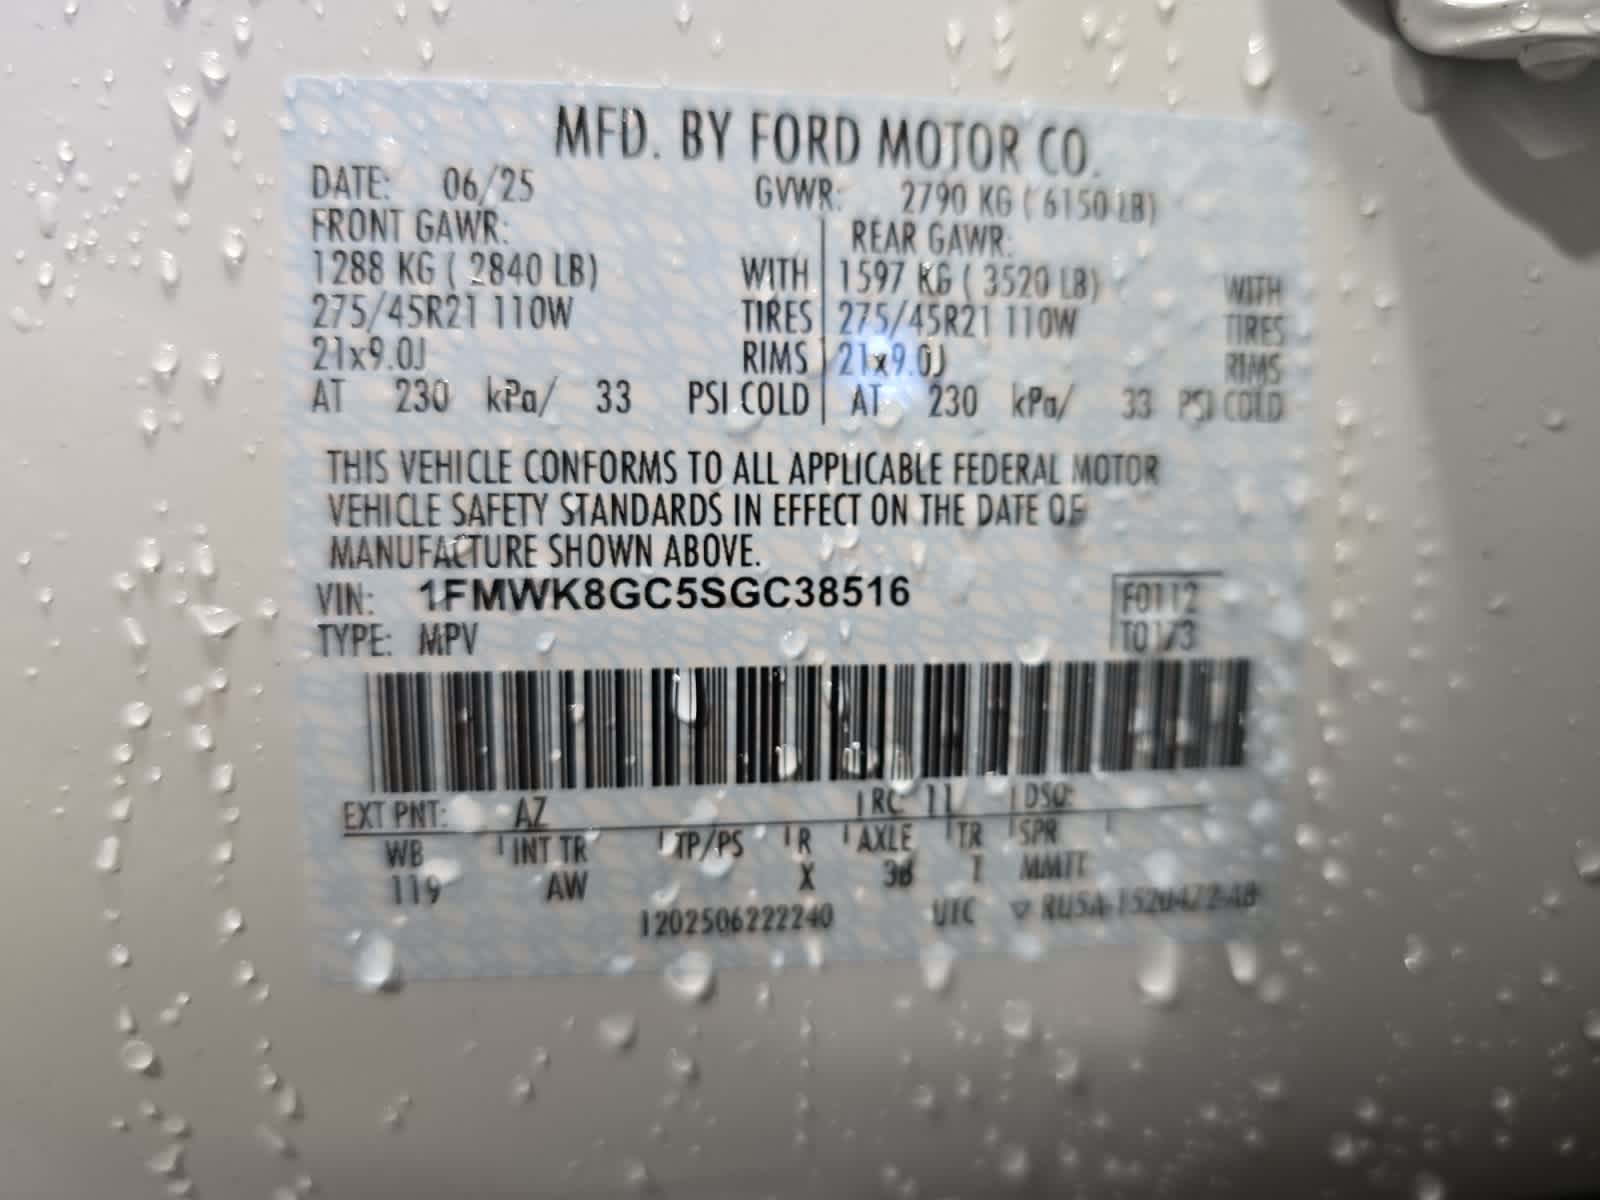 MFD. BY FORD MOTOR CO.
DATE: 06/25 GVWR: 2790 KG ( 6150 LB)
FRONT GAWR: REAR GAWR:
1288 KG ( 2840 LB) WITH 1597 KG ( 3520 LB) WITH
275/45R21 110W TIRES 275/45R21 110W TIRES
21x9.0J RIMS 21x9.0J RIMS
AT 230 kPa/ 33 PSI COLD AT 230 kPa/ 33 PSI COLD
THIS VEHICLE CONFORMS TO ALL APPLICABLE FEDERAL MOTOR
VEHICLE SAFETY STANDARDS IN EFFECT ON THE DATE OF
MANUFACTURE SHOWN ABOVE.
VIN: 1FMWK8GC5SGC38516 F0112
TYPE: MPV T0173
EXT PNT: AZ RC: 11 DSO:
WB INT TR TP/PS R AXLE TR SPR
119 AW X 38 T
1202506222240 UTC